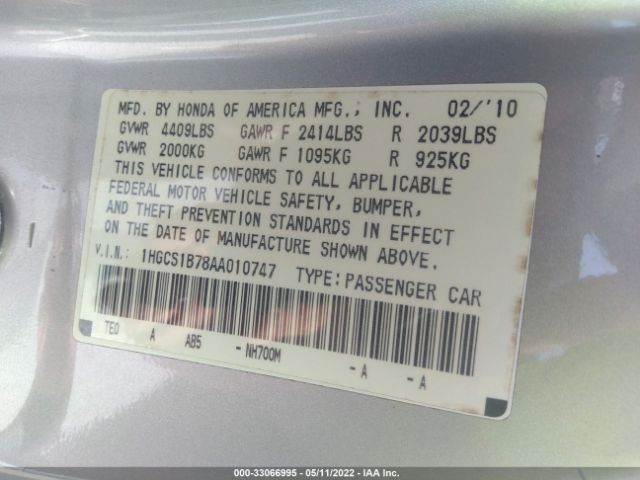 MFD. BY HONDA OF AMERICA MFG., INC. 02/'10
GVWR 4409LBS GAWR F 2414LBS R 2039LBS
GVWR 2000KG GAWR F 1095KG R 925KG
THIS VEHICLE CONFORMS TO ALL APPLICABLE
FEDERAL MOTOR VEHICLE SAFETY, BUMPER,
AND THEFT PREVENTION STANDARDS IN EFFECT
ON THE DATE OF MANUFACTURE SHOWN ABOVE.
V.I.N.: 1HGCS1B78AA010747 TYPE:PASSENGER CAR
TE0 A AB5 - NH700M - A - A
000-33066995 - 05/11/2022 - IAA Inc.